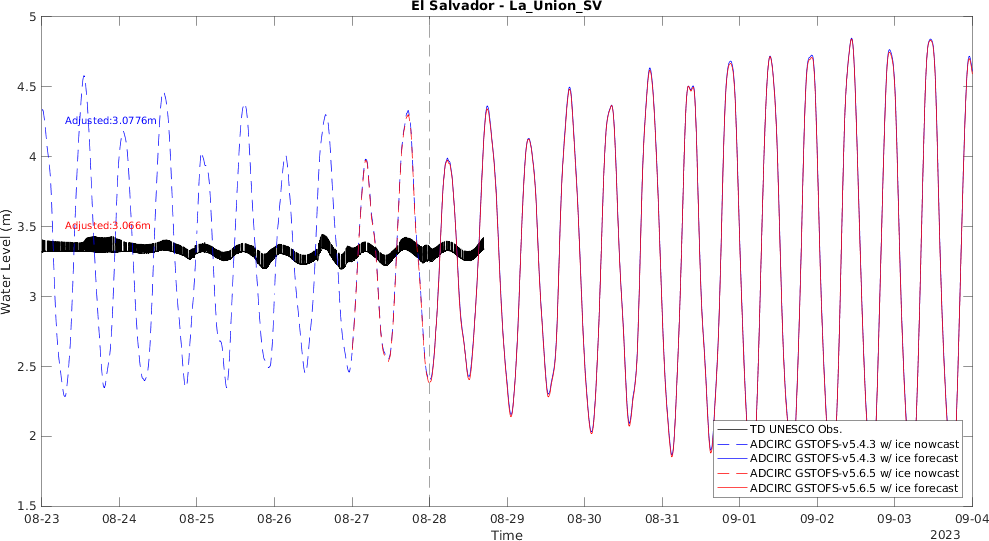 El Salvador - La_Union_SV
Water Level (m)
5
4.5
4
3.5
3
2.5
2
1.5
Adjusted:3.0776m
Adjusted:3.066m
TD UNESCO Obs.
ADCIRC GSTOFS-v5.4.3 w/ ice nowcast
ADCIRC GSTOFS-v5.4.3 w/ ice forecast
ADCIRC GSTOFS-v5.6.5 w/ ice nowcast
ADCIRC GSTOFS-v5.6.5 w/ ice forecast
08-23 08-24 08-25 08-26 08-27 08-28 08-29 08-30 08-31 09-01 09-02 09-03 09-04
Time
2023